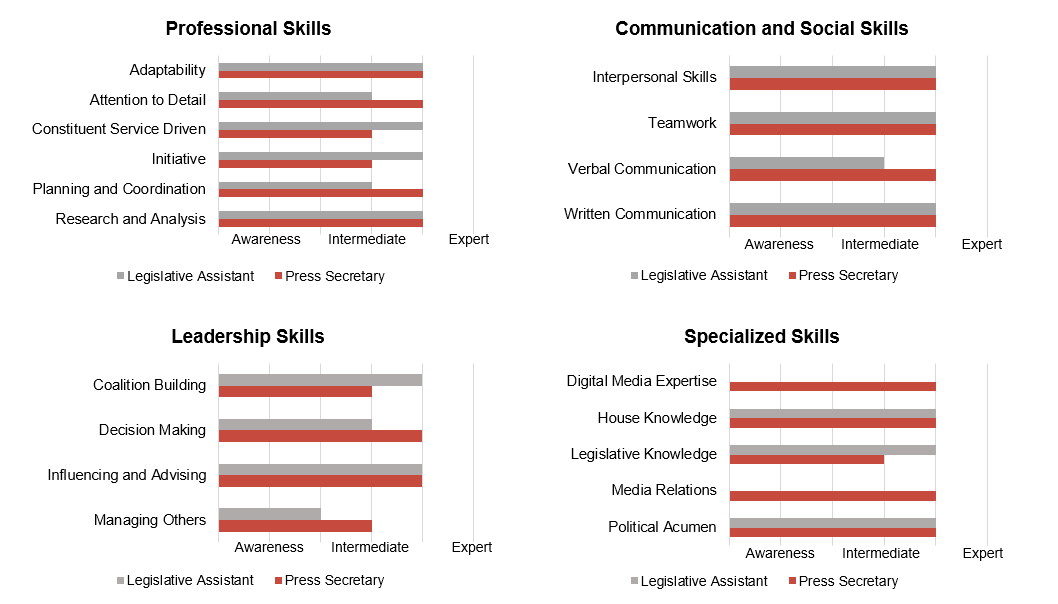 Professional Skills
Adaptability
Attention to Detail
Constituent Service Driven
Initiative
Planning and Coordination
Research and Analysis
Awareness Intermediate Expert
Legislative Assistant Press Secretary
Communication and Social Skills
Interpersonal Skills
Teamwork
Verbal Communication
Written Communication
Awareness Intermediate Expert
Legislative Assistant Press Secretary
Leadership Skills
Coalition Building
Decision Making
Influencing and Advising
Managing Others
Awareness Intermediate Expert
Legislative Assistant Press Secretary
Specialized Skills
Digital Media Expertise
House Knowledge
Legislative Knowledge
Media Relations
Political Acumen
Awareness Intermediate Expert
Legislative Assistant Press Secretary